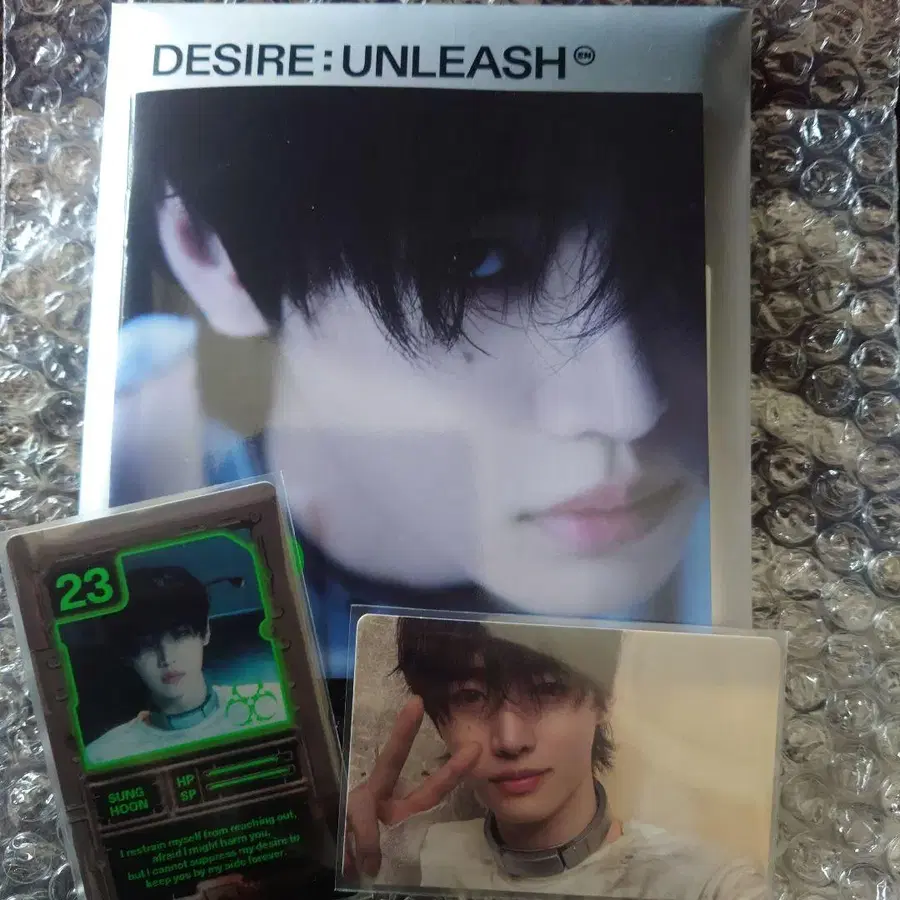 DESIRE : UNLEASH EN
23
SUNG
HOON
HP
SP
I restrain myself from reaching out,
afraid I might harm you,
but I cannot suppress my desire to
keep you by my side forever.